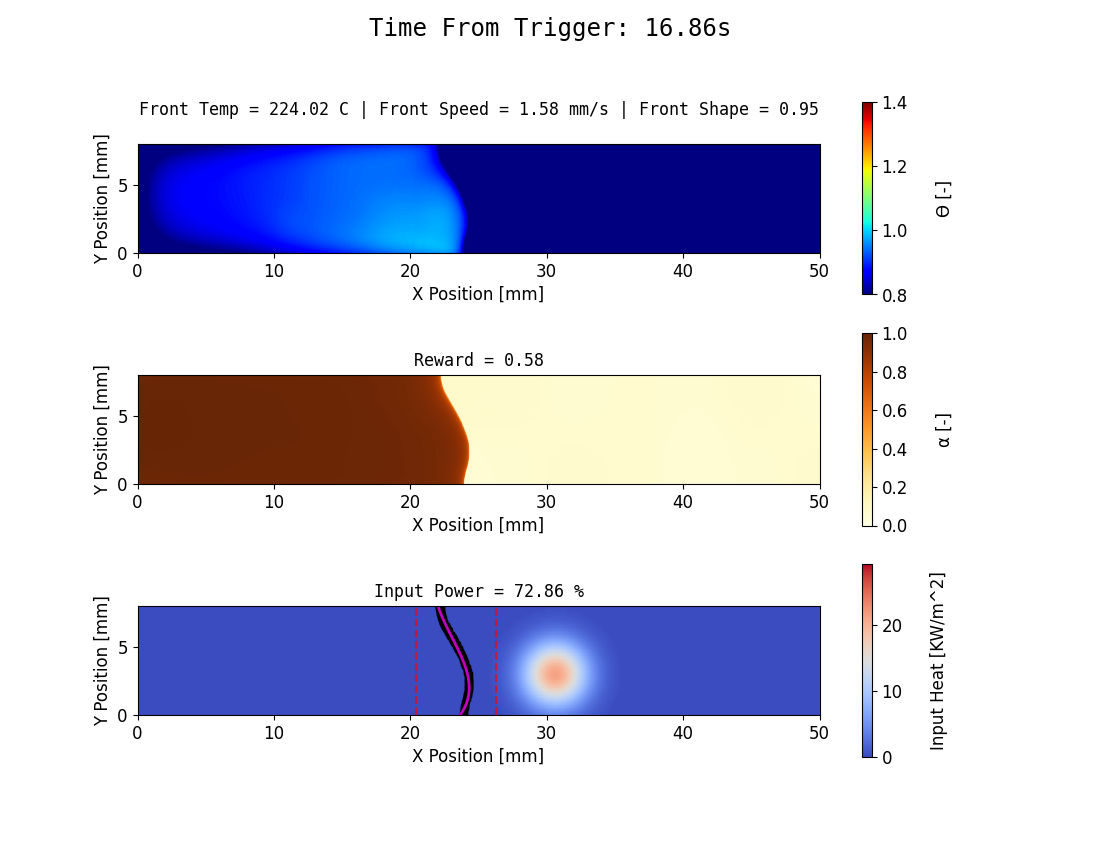 Time From Trigger: 16.86s
Front Temp = 224.02 C | Front Speed = 1.58 mm/s | Front Shape = 0.95
Y Position [mm]
5
0
0 10 20 30 40 50
X Position [mm]
1.4
1.2
1.0
0.8
Θ [-]
Reward = 0.58
Y Position [mm]
5
0
0 10 20 30 40 50
X Position [mm]
1.0
0.8
0.6
0.4
0.2
0.0
α [-]
Input Power = 72.86 %
Y Position [mm]
5
0
0 10 20 30 40 50
X Position [mm]
20
10
0
Input Heat [KW/m^2]